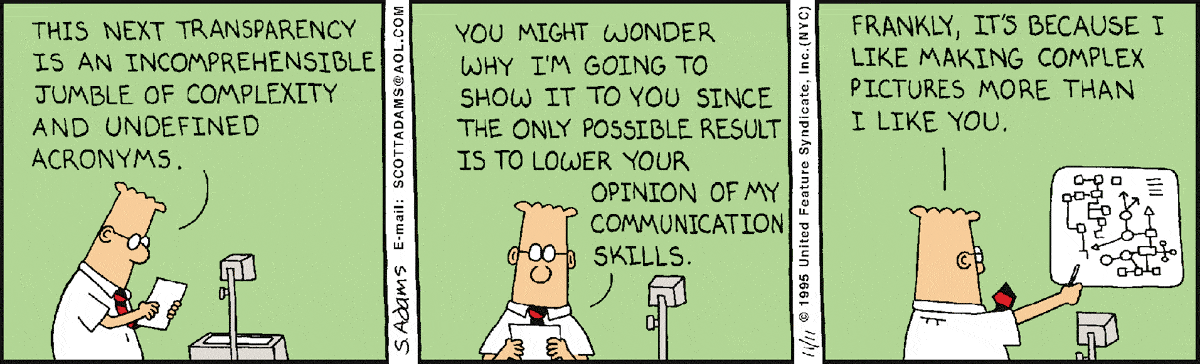 THIS NEXT TRANSPARENCY
IS AN INCOMPREHENSIBLE
JUMBLE OF COMPLEXITY
AND UNDEFINED
ACRONYMS.
S. ADAMS E-mail: SCOTTADAMS@AOL.COM
YOU MIGHT WONDER
WHY I'M GOING TO
SHOW IT TO YOU SINCE
THE ONLY POSSIBLE RESULT
IS TO LOWER YOUR
OPINION OF MY
COMMUNICATION
SKILLS.
11/11 © 1995 United Feature Syndicate, Inc.(NYC)
FRANKLY, IT'S BECAUSE I
LIKE MAKING COMPLEX
PICTURES MORE THAN
I LIKE YOU.